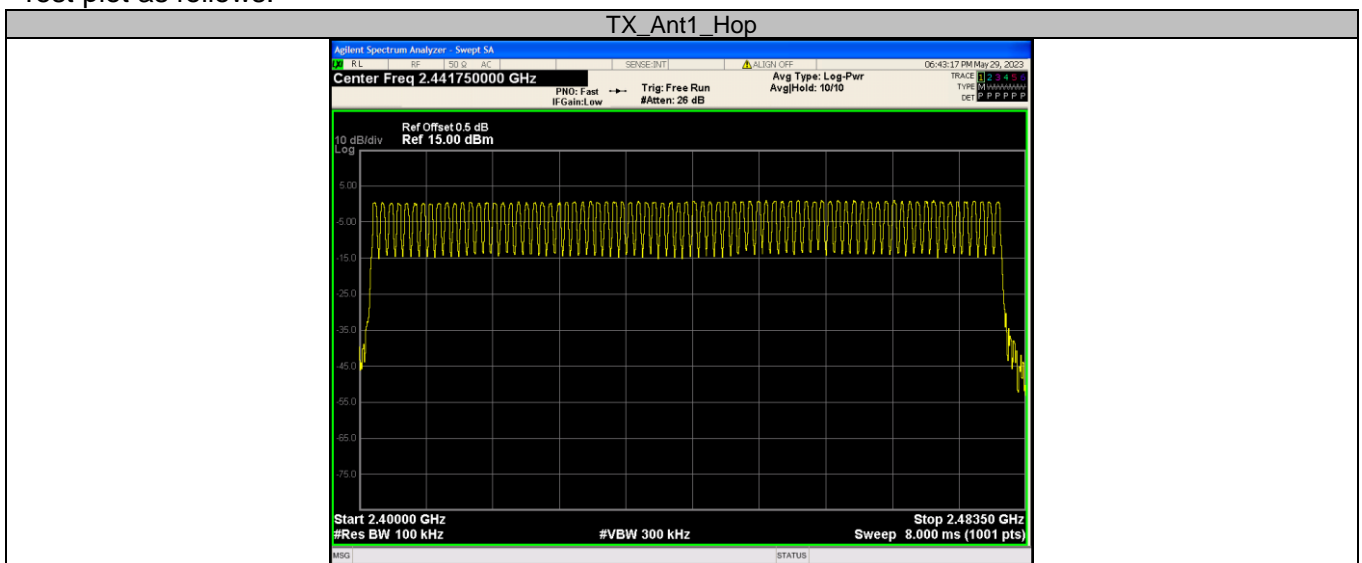 Test plot as follows:
TX_Ant1_Hop
Agilent Spectrum Analyzer - Swept SA
RL RF 50 Ω AC SENSE:INT ALIGN OFF 06:43:17 PM May 29, 2023
Center Freq 2.441750000 GHz
PNO: Fast Trig: Free Run
IFGain:Low #Atten: 26 dB
Avg Type: Log-Pwr
Avg|Hold: 10/10
TRACE 1 2 3 4 5 6
TYPE M
DET P P P P P P
Ref Offset 0.5 dB
10 dB/div Ref 15.00 dBm
Log
5.00
-5.00
-15.0
-25.0
-35.0
-45.0
-55.0
-65.0
-75.0
Start 2.40000 GHz Stop 2.48350 GHz
#Res BW 100 kHz #VBW 300 kHz Sweep 8.000 ms (1001 pts)
MSG STATUS